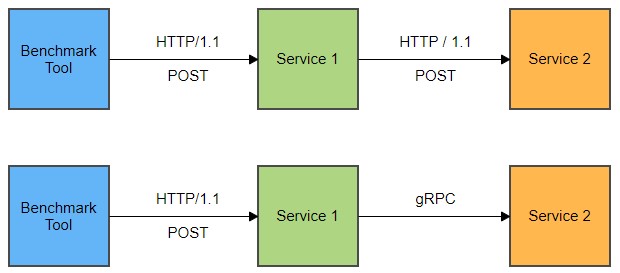 Benchmark
Tool
HTTP/1.1
POST
Service 1
HTTP / 1.1
POST
Service 2
Benchmark
Tool
HTTP/1.1
POST
Service 1
gRPC
Service 2